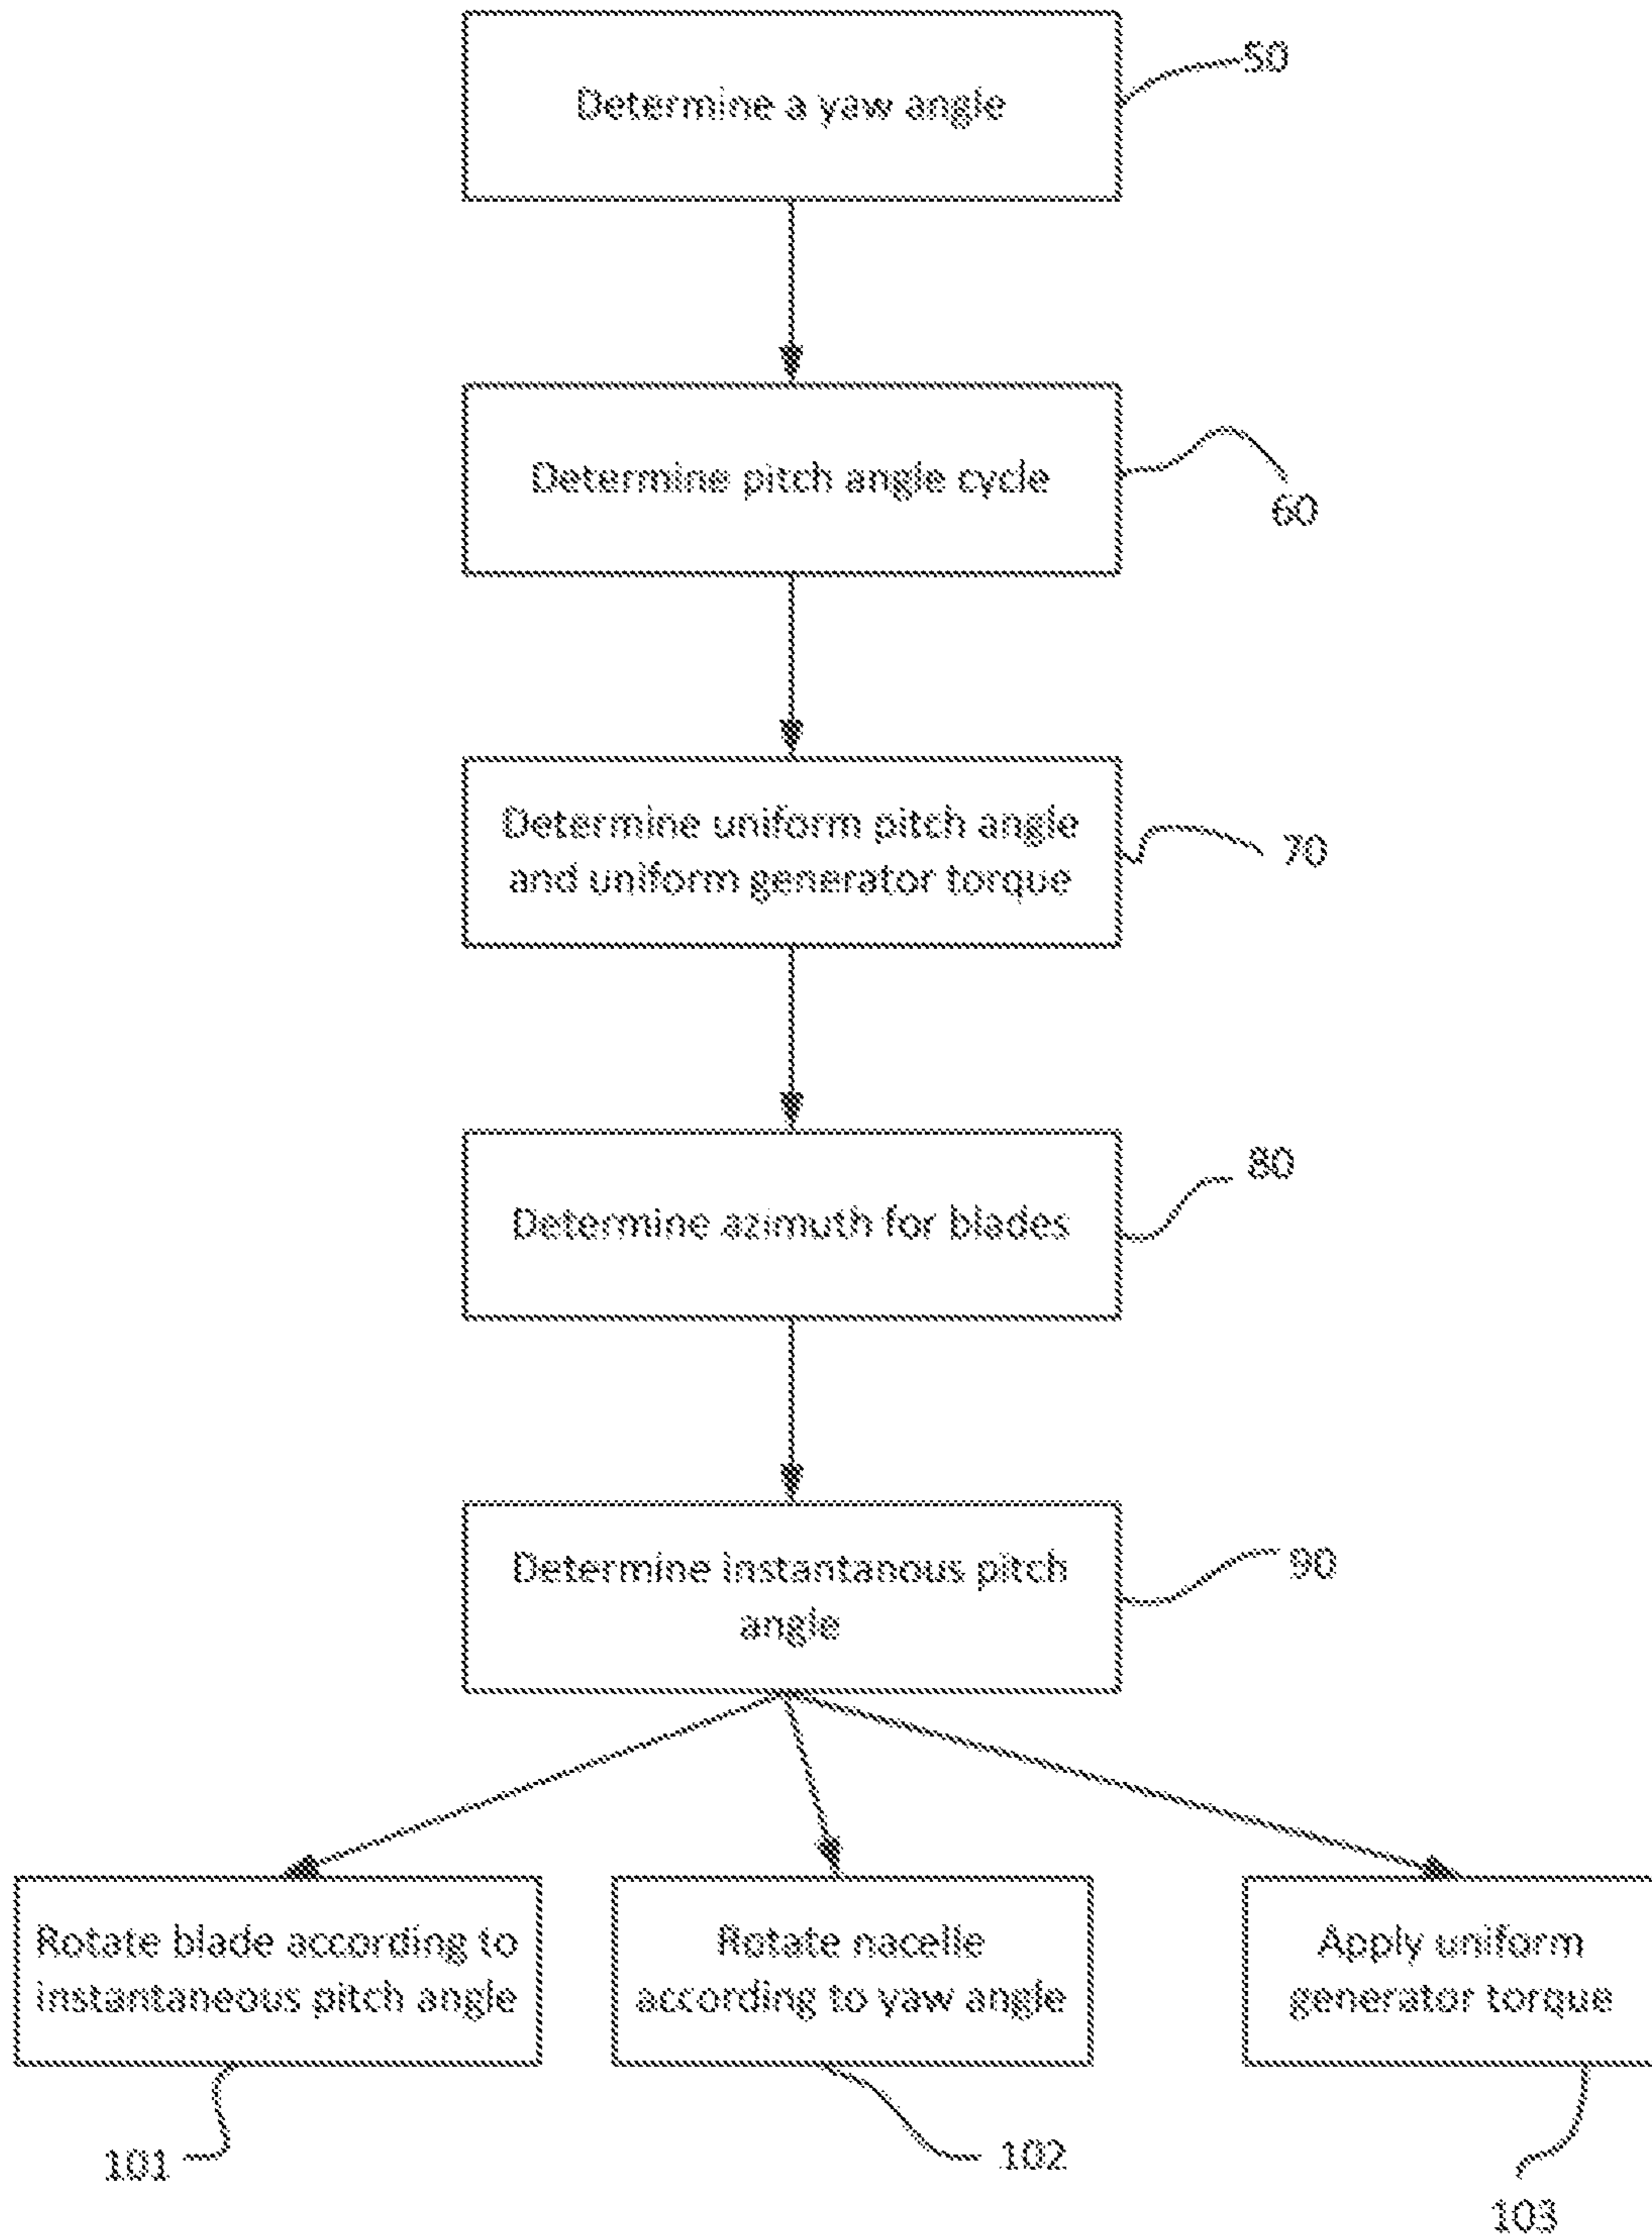 Determine a yaw angle
50
Determine pitch angle cycle
60
Determine uniform pitch angle
and uniform generator torque
70
Determine azimuth for blades
80
Determine instantanous pitch
angle
90
Rotate blade according to
instantaneous pitch angle
Rotate nacelle
according to yaw angle
Apply uniform
generator torque
101
102
103